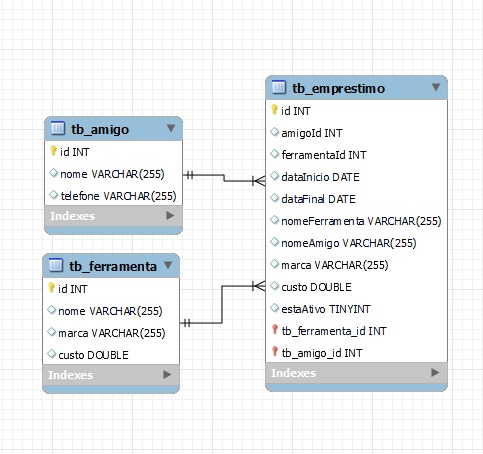 tb_amigo
id INT
nome VARCHAR(255)
telefone VARCHAR(255)
Indexes
tb_ferramenta
id INT
nome VARCHAR(255)
marca VARCHAR(255)
custo DOUBLE
Indexes
tb_emprestimo
id INT
amigoId INT
ferramentaId INT
dataInicio DATE
dataFinal DATE
nomeFerramenta VARCHAR(255)
nomeAmigo VARCHAR(255)
marca VARCHAR(255)
custo DOUBLE
estaAtivo TINYINT
tb_ferramenta_id INT
tb_amigo_id INT
Indexes